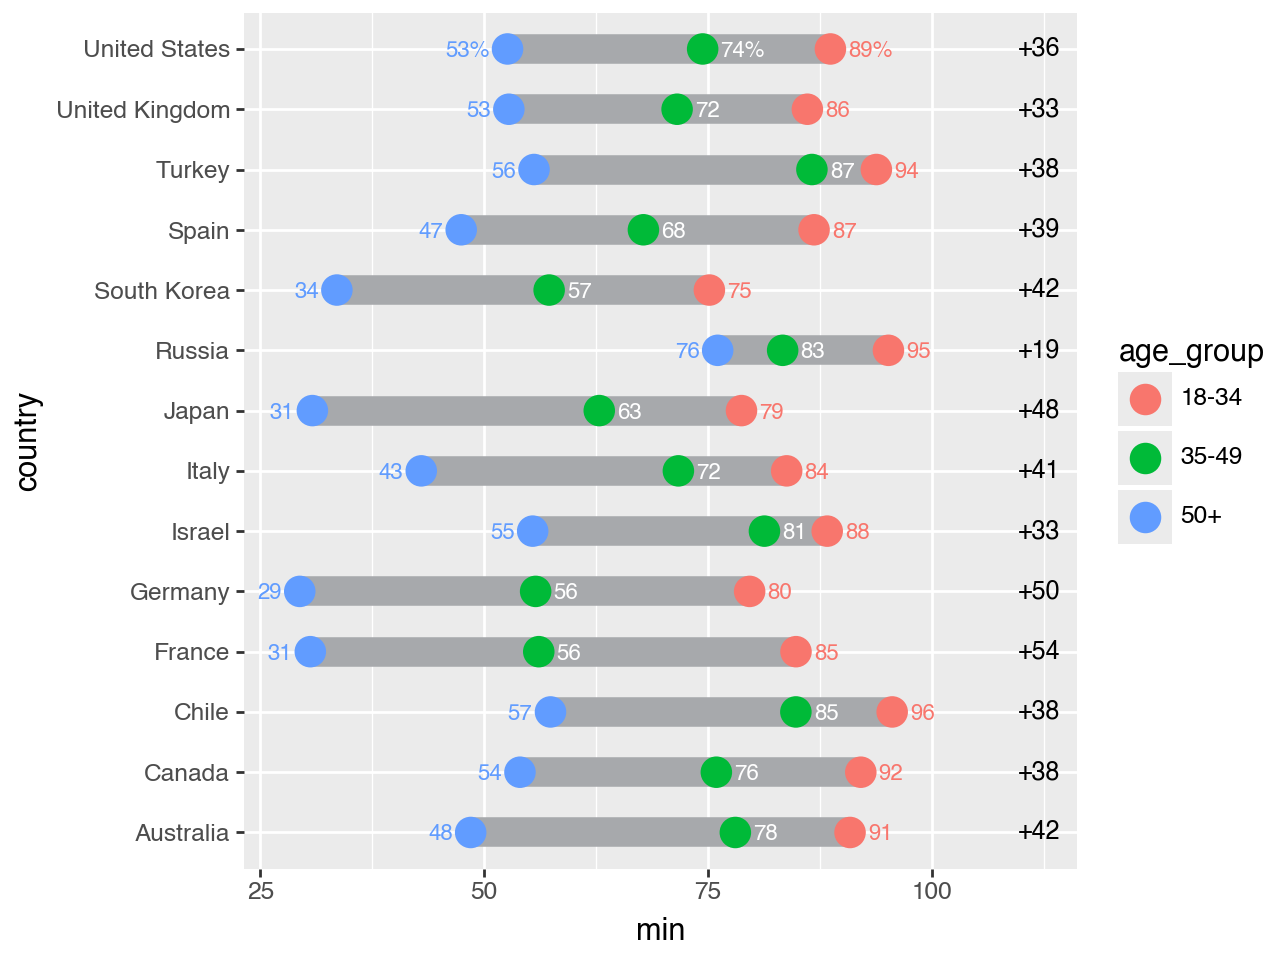 United States 53% 74% 89% +36
United Kingdom 53 72 86 +33
Turkey 56 87 94 +38
Spain 47 68 87 +39
South Korea 34 57 75 +42
Russia 76 83 95 +19
Japan 31 63 79 +48
Italy 43 72 84 +41
Israel 55 81 88 +33
Germany 29 56 80 +50
France 31 56 85 +54
Chile 57 85 96 +38
Canada 54 76 92 +38
Australia 48 78 91 +42
25 50 75 100
min
country
age_group
18-34
35-49
50+